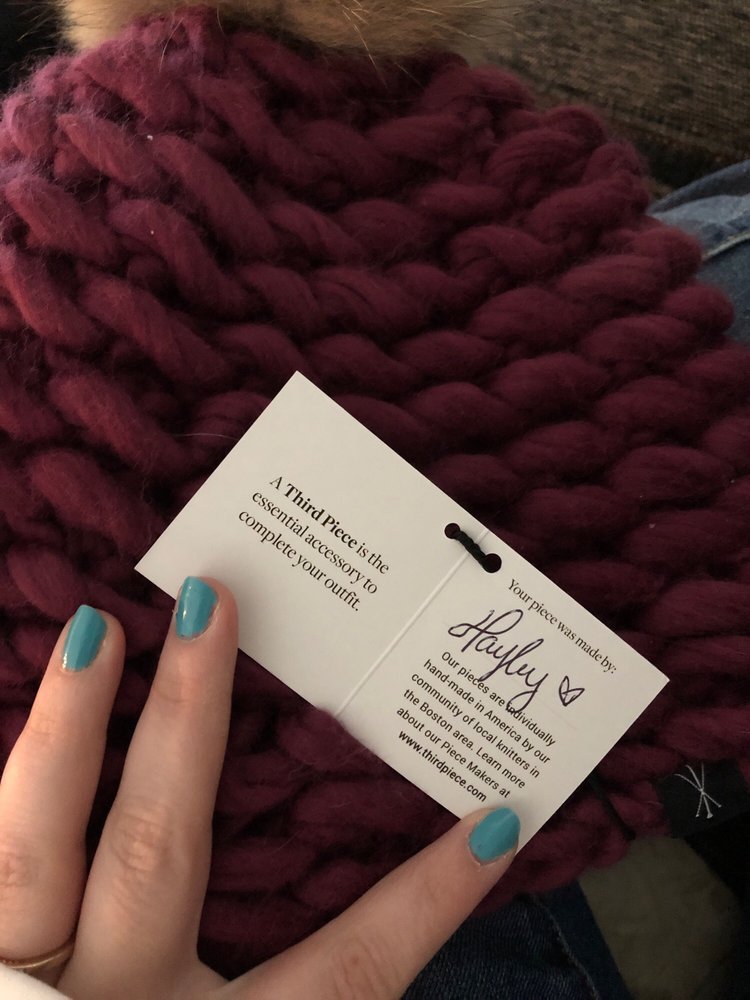 A Third Piece is the
essential accessory to
complete your outfit.
Your piece was made by:
Hayley
Our pieces are individually
hand-made in America by our
community of local knitters in
the Boston area. Learn more
about our Piece Makers at
www.thirdpiece.com